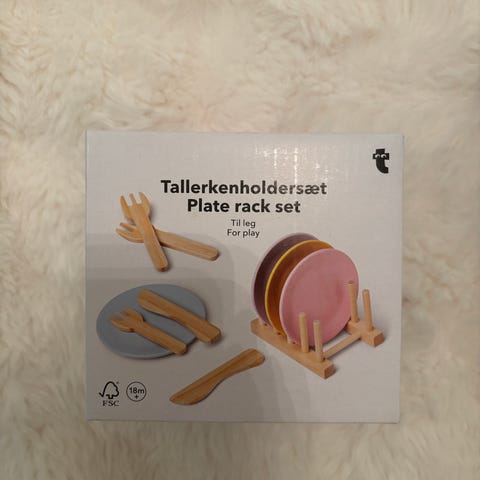 t
Tallerkenholdersæt
Plate rack set
Til leg
For play
FSC
18m
+